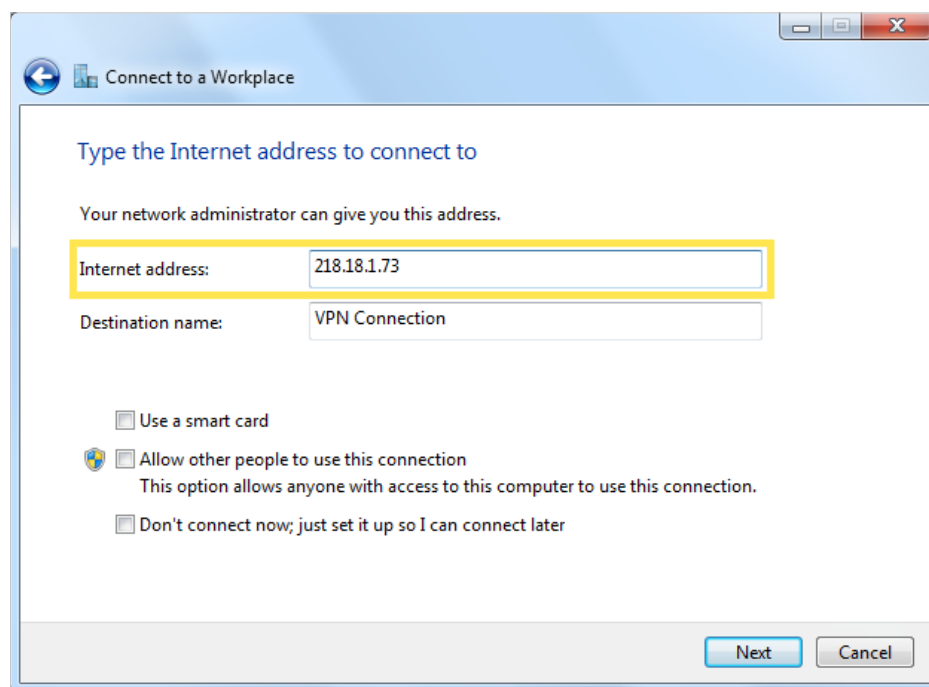 Connect to a Workplace
Type the Internet address to connect to
Your network administrator can give you this address.
Internet address: 218.18.1.73
Destination name: VPN Connection
Use a smart card
Allow other people to use this connection
This option allows anyone with access to this computer to use this connection.
Don't connect now; just set it up so I can connect later
Next Cancel